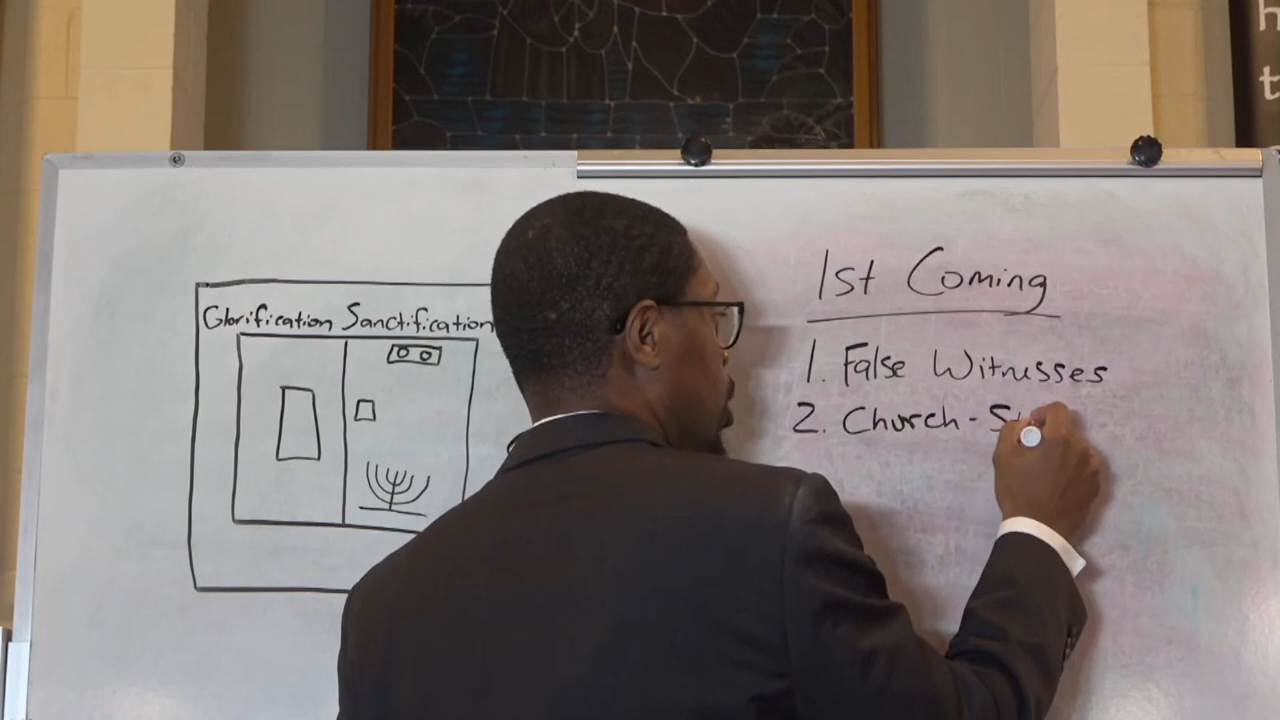 Glorification Sanctification
1st Coming
1. False Witnesses
2. Church - S
h
t